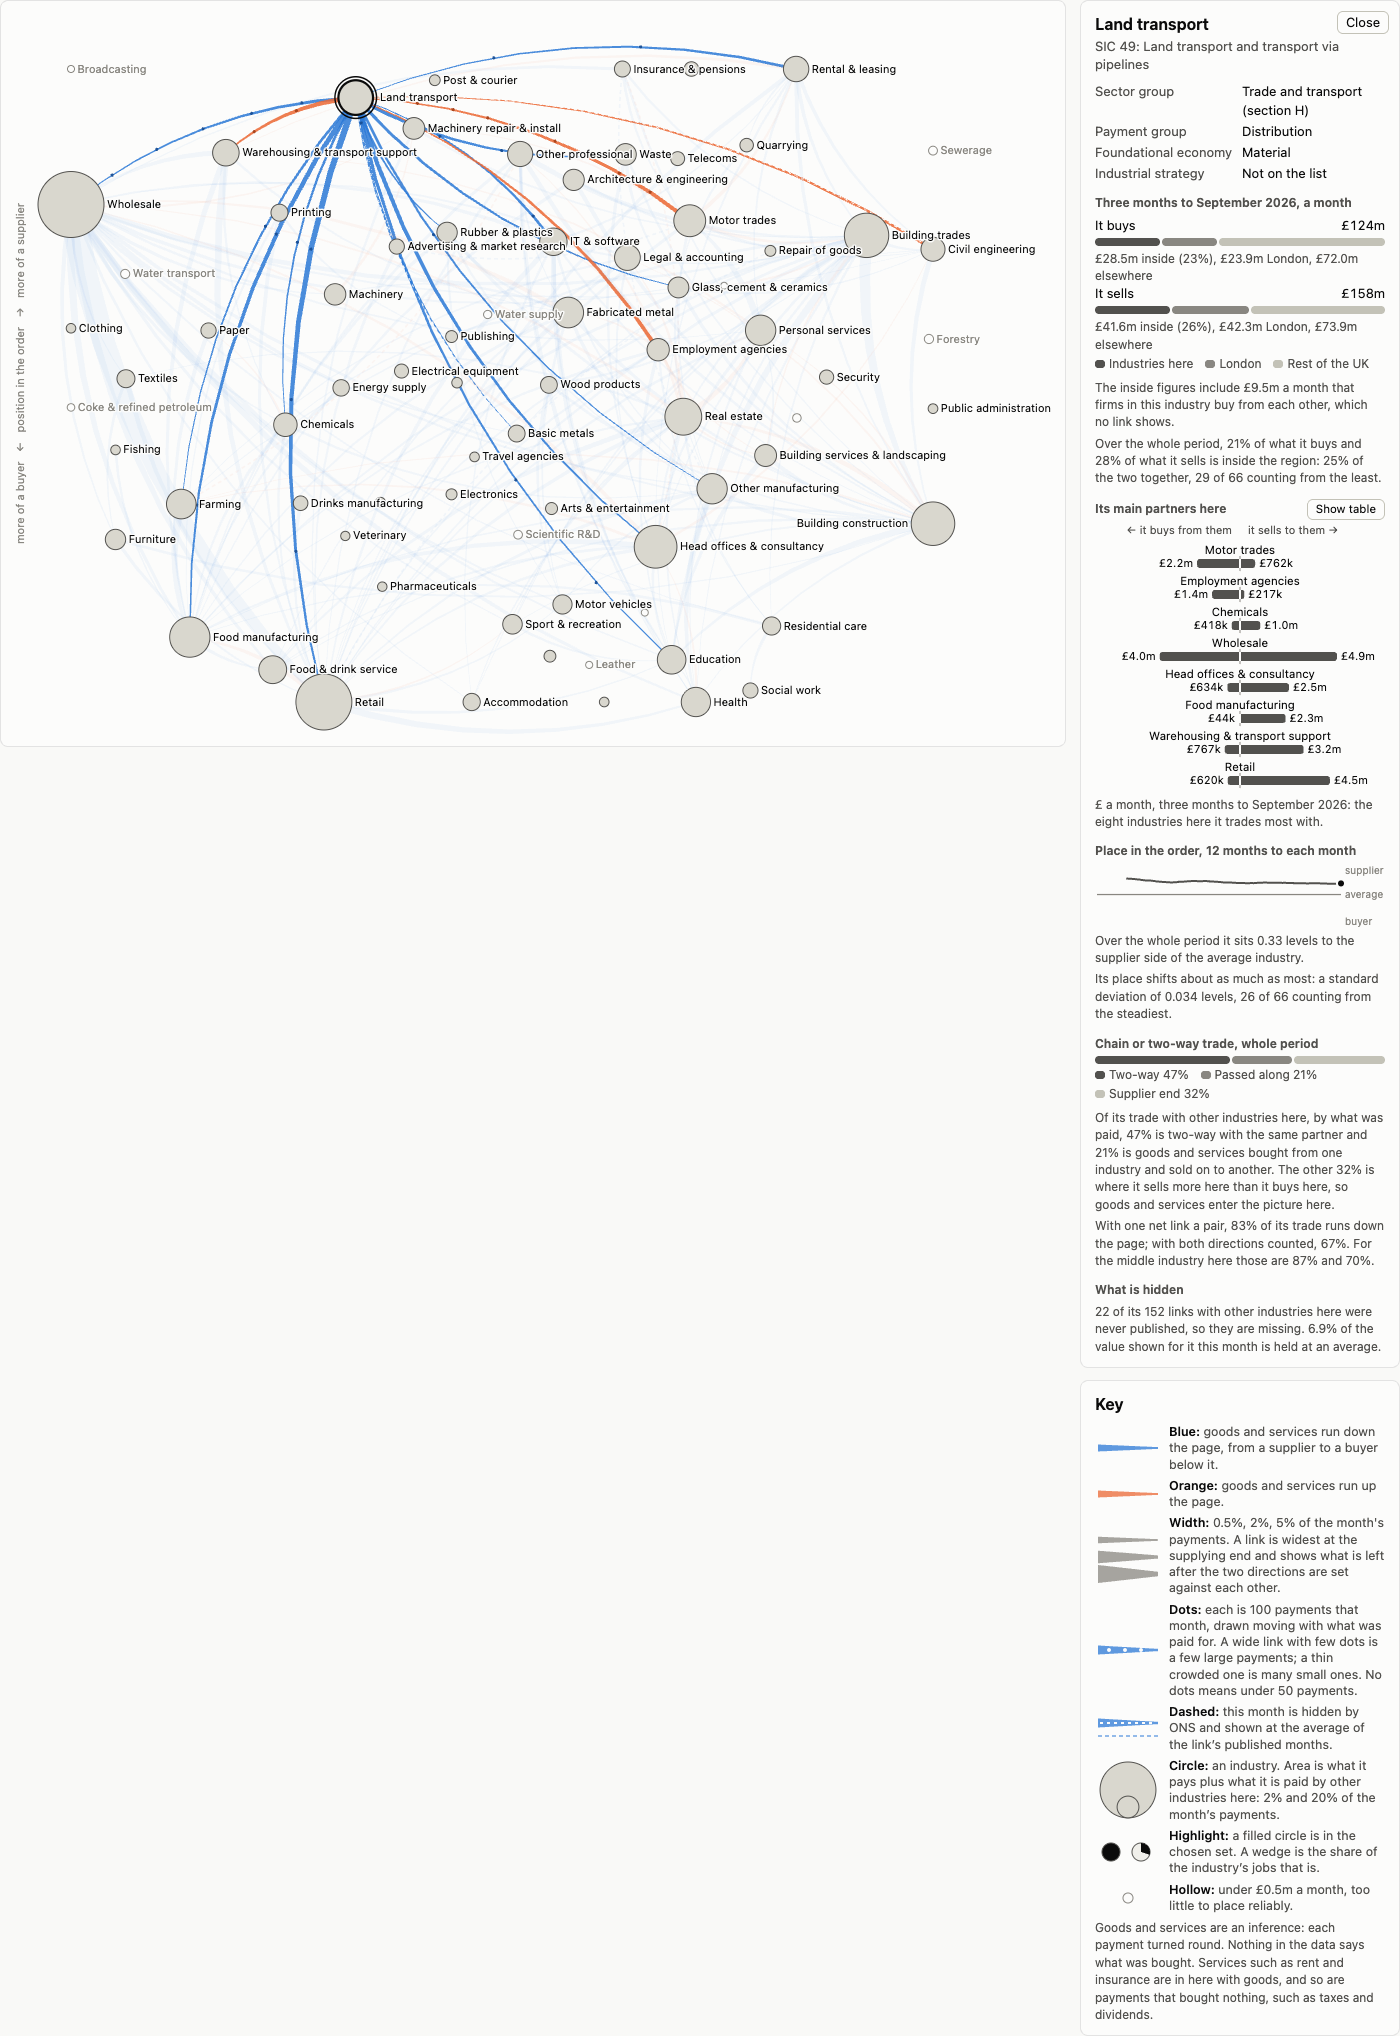 Broadcasting
Post & courier
Insurance & pensions
Rental & leasing
Land transport
Machinery repair & install
Warehousing & transport support
Other professional
Waste
Telecoms
Quarrying
Sewerage
Architecture & engineering
Wholesale
Printing
Motor trades
Rubber & plastics
Advertising & market research
IT & software
Building trades
Civil engineering
Repair of goods
Legal & accounting
Water transport
Machinery
Glass, cement & ceramics
Water supply
Fabricated metal
Clothing
Paper
Publishing
Personal services
Forestry
Employment agencies
Electrical equipment
Textiles
Energy supply
Wood products
Security
Coke & refined petroleum
Public administration
Real estate
Chemicals
Basic metals
Fishing
Travel agencies
Building services & landscaping
Other manufacturing
Farming
Drinks manufacturing
Electronics
Arts & entertainment
Building construction
Furniture
Veterinary
Scientific R&D
Head offices & consultancy
Pharmaceuticals
Motor vehicles
Sport & recreation
Residential care
Food manufacturing
Education
Leather
Food & drink service
Social work
Retail
Accommodation
Health
more of a buyer ← position in the order → more of a supplier
Land transport
Close
SIC 49: Land transport and transport via
pipelines
Sector group Trade and transport
(section H)
Payment group Distribution
Foundational economy Material
Industrial strategy Not on the list
Three months to September 2026, a month
It buys £124m
£28.5m inside (23%), £23.9m London, £72.0m
elsewhere
It sells £158m
£41.6m inside (26%), £42.3m London, £73.9m
elsewhere
Industries here London Rest of the UK
The inside figures include £9.5m a month that
firms in this industry buy from each other, which
no link shows.
Over the whole period, 21% of what it buys and
28% of what it sells is inside the region: 25% of
the two together, 29 of 66 counting from the least.
Its main partners here
Show table
← it buys from them it sells to them →
Motor trades
£2.2m £762k
Employment agencies
£1.4m £217k
Chemicals
£418k £1.0m
Wholesale
£4.0m £4.9m
Head offices & consultancy
£634k £2.5m
Food manufacturing
£44k £2.3m
Warehousing & transport support
£767k £3.2m
Retail
£620k £4.5m
£ a month, three months to September 2026: the
eight industries here it trades most with.
Place in the order, 12 months to each month
supplier
average
buyer
Over the whole period it sits 0.33 levels to the
supplier side of the average industry.
Its place shifts about as much as most: a standard
deviation of 0.034 levels, 26 of 66 counting from
the steadiest.
Chain or two-way trade, whole period
Two-way 47% Passed along 21%
Supplier end 32%
Of its trade with other industries here, by what was
paid, 47% is two-way with the same partner and
21% is goods and services bought from one
industry and sold on to another. The other 32% is
where it sells more here than it buys here, so
goods and services enter the picture here.
With one net link a pair, 83% of its trade runs down
the page; with both directions counted, 67%. For
the middle industry here those are 87% and 70%.
What is hidden
22 of its 152 links with other industries here were
never published, so they are missing. 6.9% of the
value shown for it this month is held at an average.
Key
Blue: goods and services run down
the page, from a supplier to a buyer
below it.
Orange: goods and services run up
the page.
Width: 0.5%, 2%, 5% of the month's
payments. A link is widest at the
supplying end and shows what is left
after the two directions are set
against each other.
Dots: each is 100 payments that
month, drawn moving with what was
paid for. A wide link with few dots is
a few large payments; a thin
crowded one is many small ones. No
dots means under 50 payments.
Dashed: this month is hidden by
ONS and shown at the average of
the link's published months.
Circle: an industry. Area is what it
pays plus what it is paid by other
industries here: 2% and 20% of the
month's payments.
Highlight: a filled circle is in the
chosen set. A wedge is the share of
the industry's jobs that is.
Hollow: under £0.5m a month, too
little to place reliably.
Goods and services are an inference: each
payment turned round. Nothing in the data says
what was bought. Services such as rent and
insurance are in here with goods, and so are
payments that bought nothing, such as taxes and
dividends.